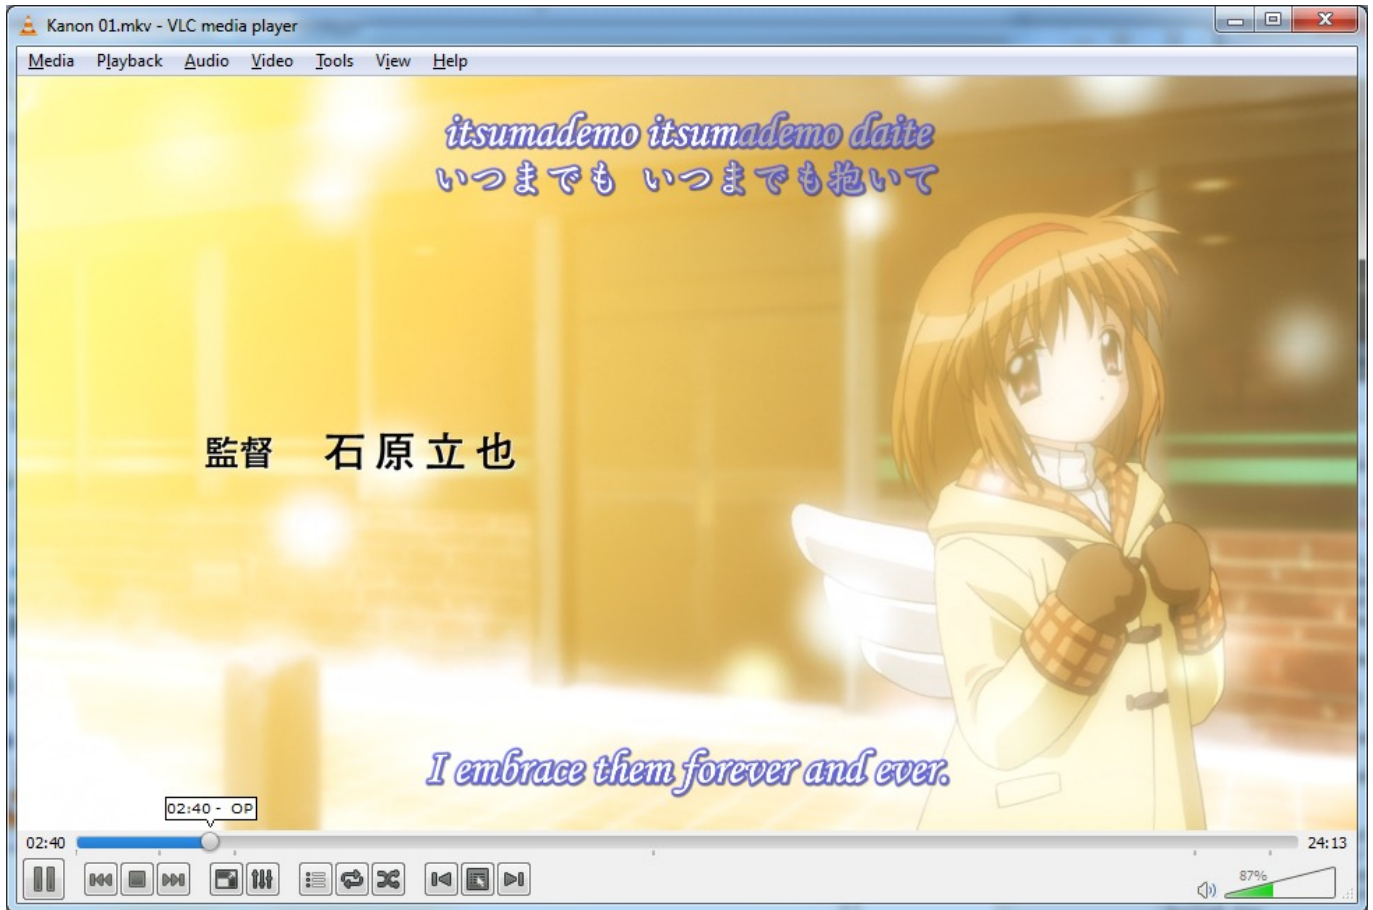 Kanon 01.mkv - VLC media player
Media Playback Audio Video Tools View Help
itsumademo itsumademo daite
いつまでも いつまでも抱いて
監督 石原立也
I embrace them forever and ever.
02:40 - OP
02:40 24:13
87%